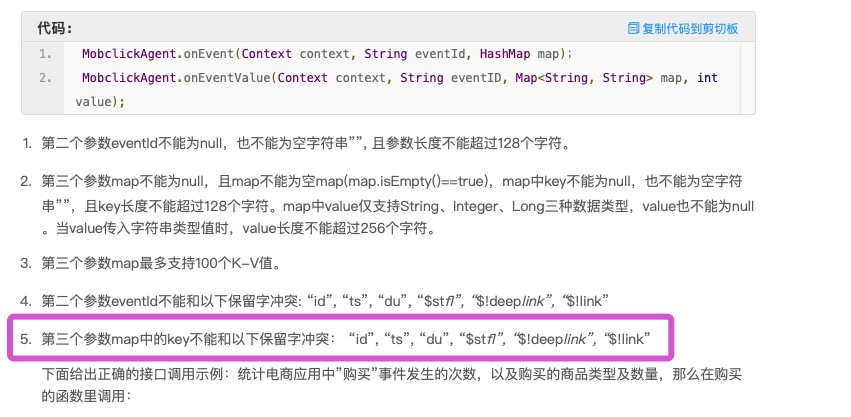 代码：
复制代码到剪切板
1. MobclickAgent.onEvent(Context context, String eventId, HashMap map);
2. MobclickAgent.onEventValue(Context context, String eventID, Map<String, String> map, int
value);
1. 第二个参数eventId不能为null，也不能为空字符串””, 且参数长度不能超过128个字符。
2. 第三个参数map不能为null，且map不能为空map(map.isEmpty()==true)，map中key不能为null，也不能为空字符
串””，且key长度不能超过128个字符。map中value仅支持String、Integer、Long三种数据类型，value也不能为null
。当value传入字符串类型值时，value长度不能超过256个字符。
3. 第三个参数map最多支持100个K-V值。
4. 第二个参数eventId不能和以下保留字冲突: “id”, “ts”, “du”, “$stfl”, “$!deeplink”, “$!link”
5. 第三个参数map中的key不能和以下保留字冲突： “id”, “ts”, “du”, “$stfl”, “$!deeplink”, “$!link”
下面给出正确的接口调用示例：统计电商应用中”购买”事件发生的次数，以及购买的商品类型及数量，那么在购买
的函数里调用：